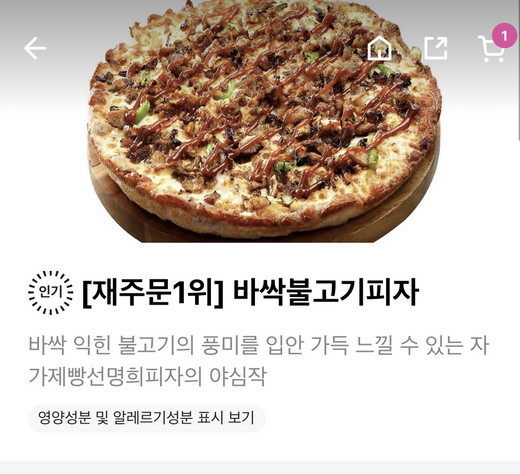 1
인기 [재주문1위] 바싹불고기피자
바싹 익힌 불고기의 풍미를 입안 가득 느낄 수 있는 자
가제빵선명희피자의 야심작
영양성분 및 알레르기성분 표시 보기